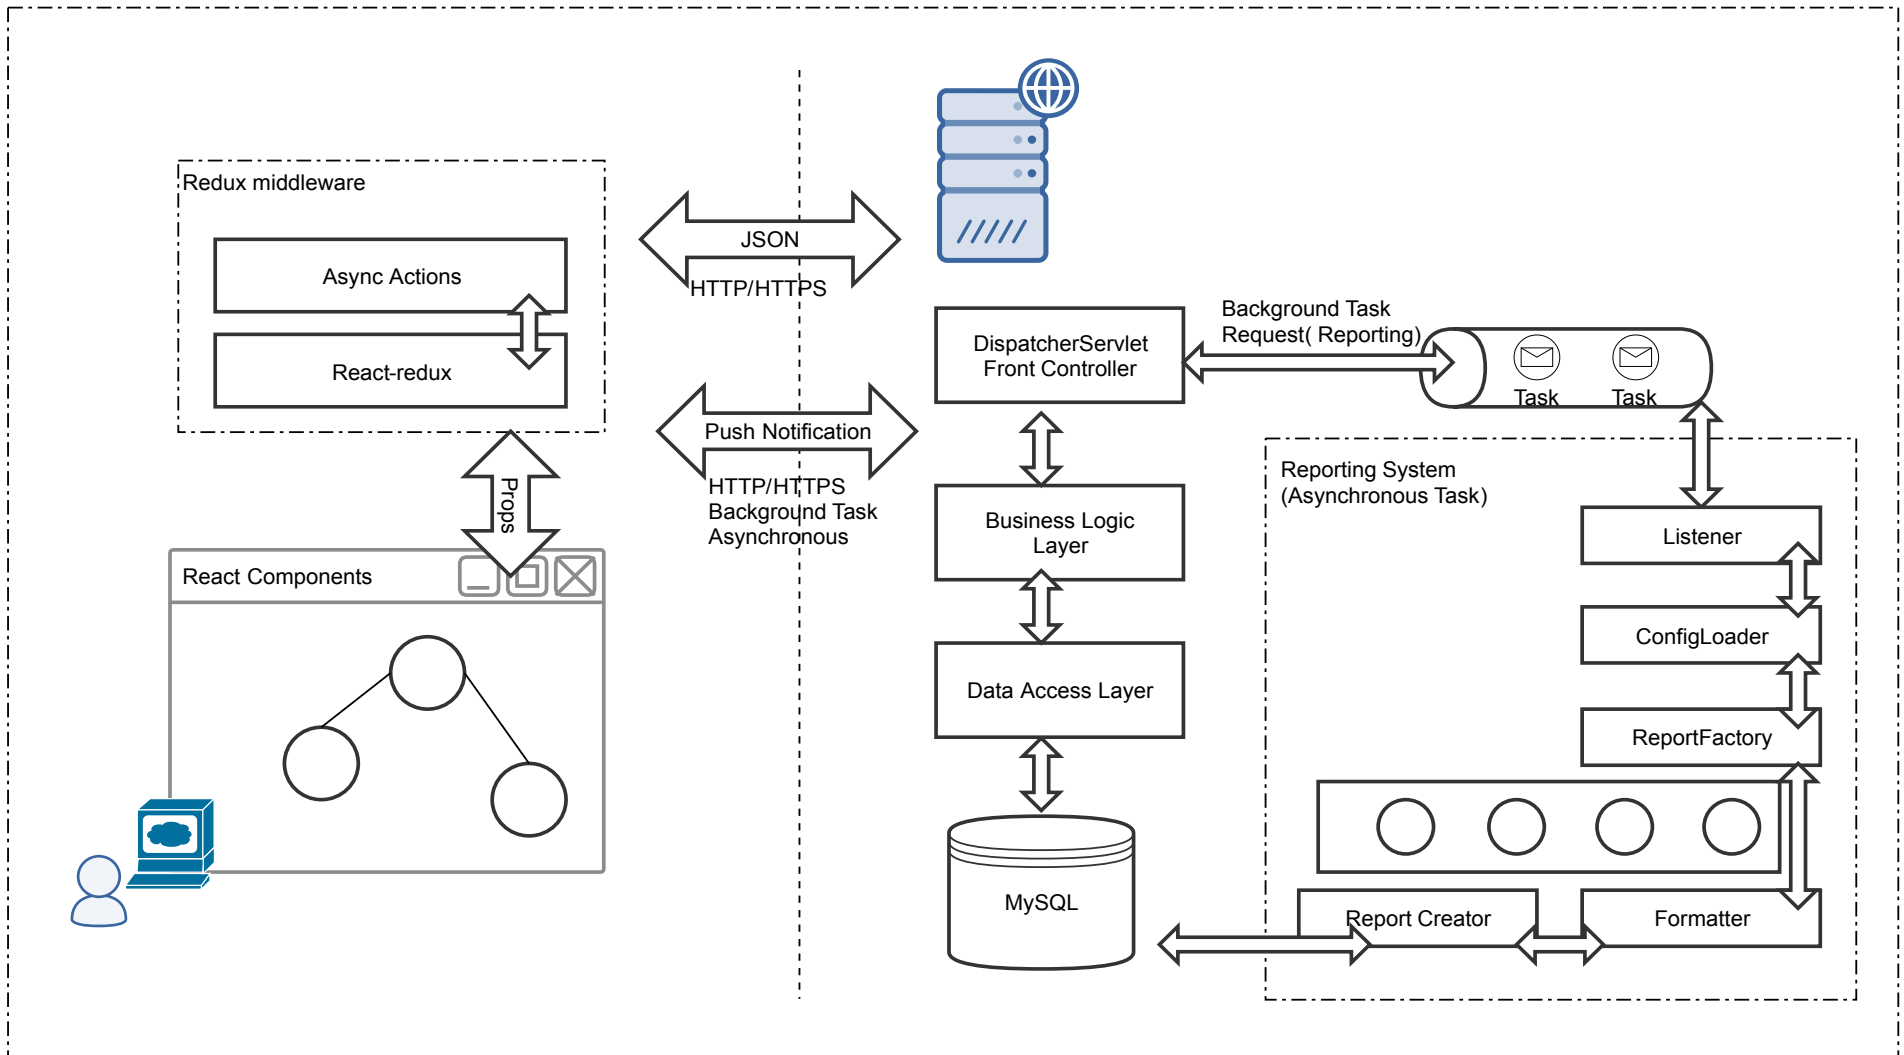 Redux middleware
Async Actions
React-redux
Props
React Components
JSON
HTTP/HTTPS
Push Notification
HTTP/HTTPS
Background Task
Asynchronous
DispatcherServlet
Front Controller
Business Logic
Layer
Data Access Layer
MySQL
Background Task
Request( Reporting)
Task
Task
Reporting System
(Asynchronous Task)
Listener
ConfigLoader
ReportFactory
Report Creator
Formatter